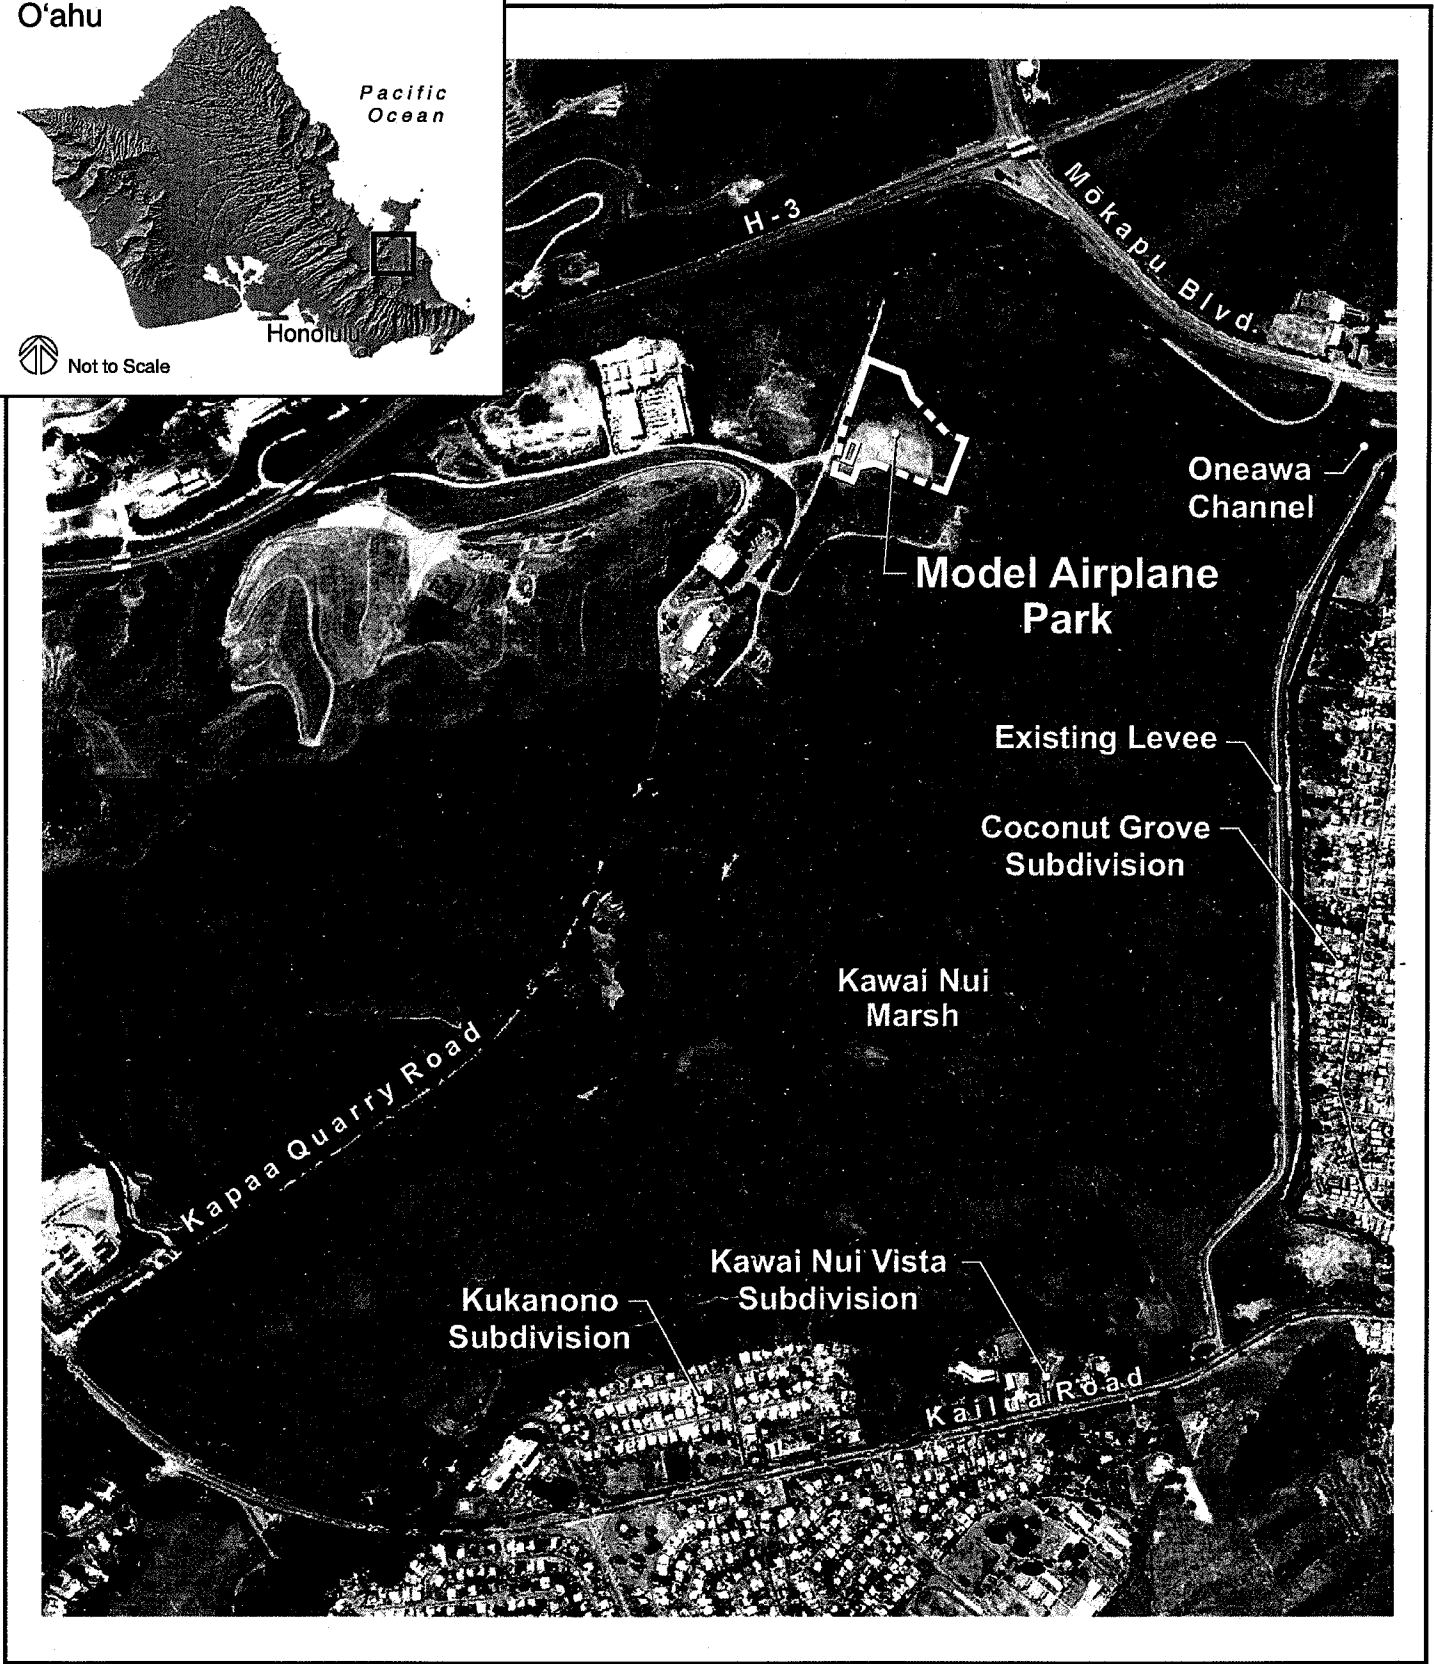 O‘ahu
Pacific
Ocean
Honolulu
Not to Scale
H-3
Mōkapu Blvd.
Oneawa
Channel
Model Airplane
Park
Existing Levee
Coconut Grove
Subdivision
Kawai Nui
Marsh
Kapaa Quarry Road
Kawai Nui Vista
Subdivision
Kukanono
Subdivision
Kailua Road